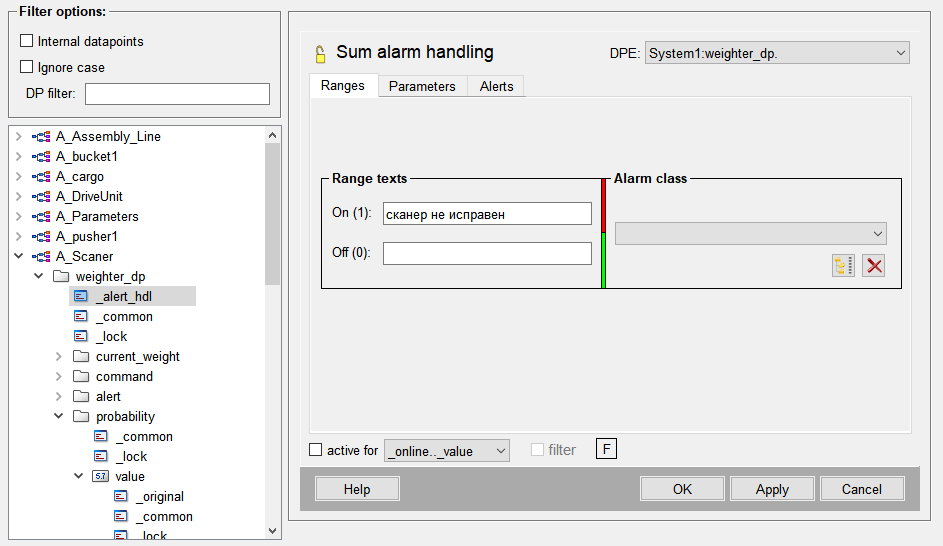 Filter options:
Internal datapoints
Ignore case
DP filter:
A_Assembly_Line
A_bucket1
A_cargo
A_DriveUnit
A_Parameters
A_pusher1
A_Scaner
weighter_dp
_alert_hdl
_common
_lock
current_weight
command
alert
probability
_common
_lock
5.7 value
_original
_common
_lock
Sum alarm handling
DPE: System1:weighter_dp.
Ranges Parameters Alerts
Range texts
On (1): сканер не исправен
Off (0):
Alarm class
active for _online.._value filter F
Help OK Apply Cancel